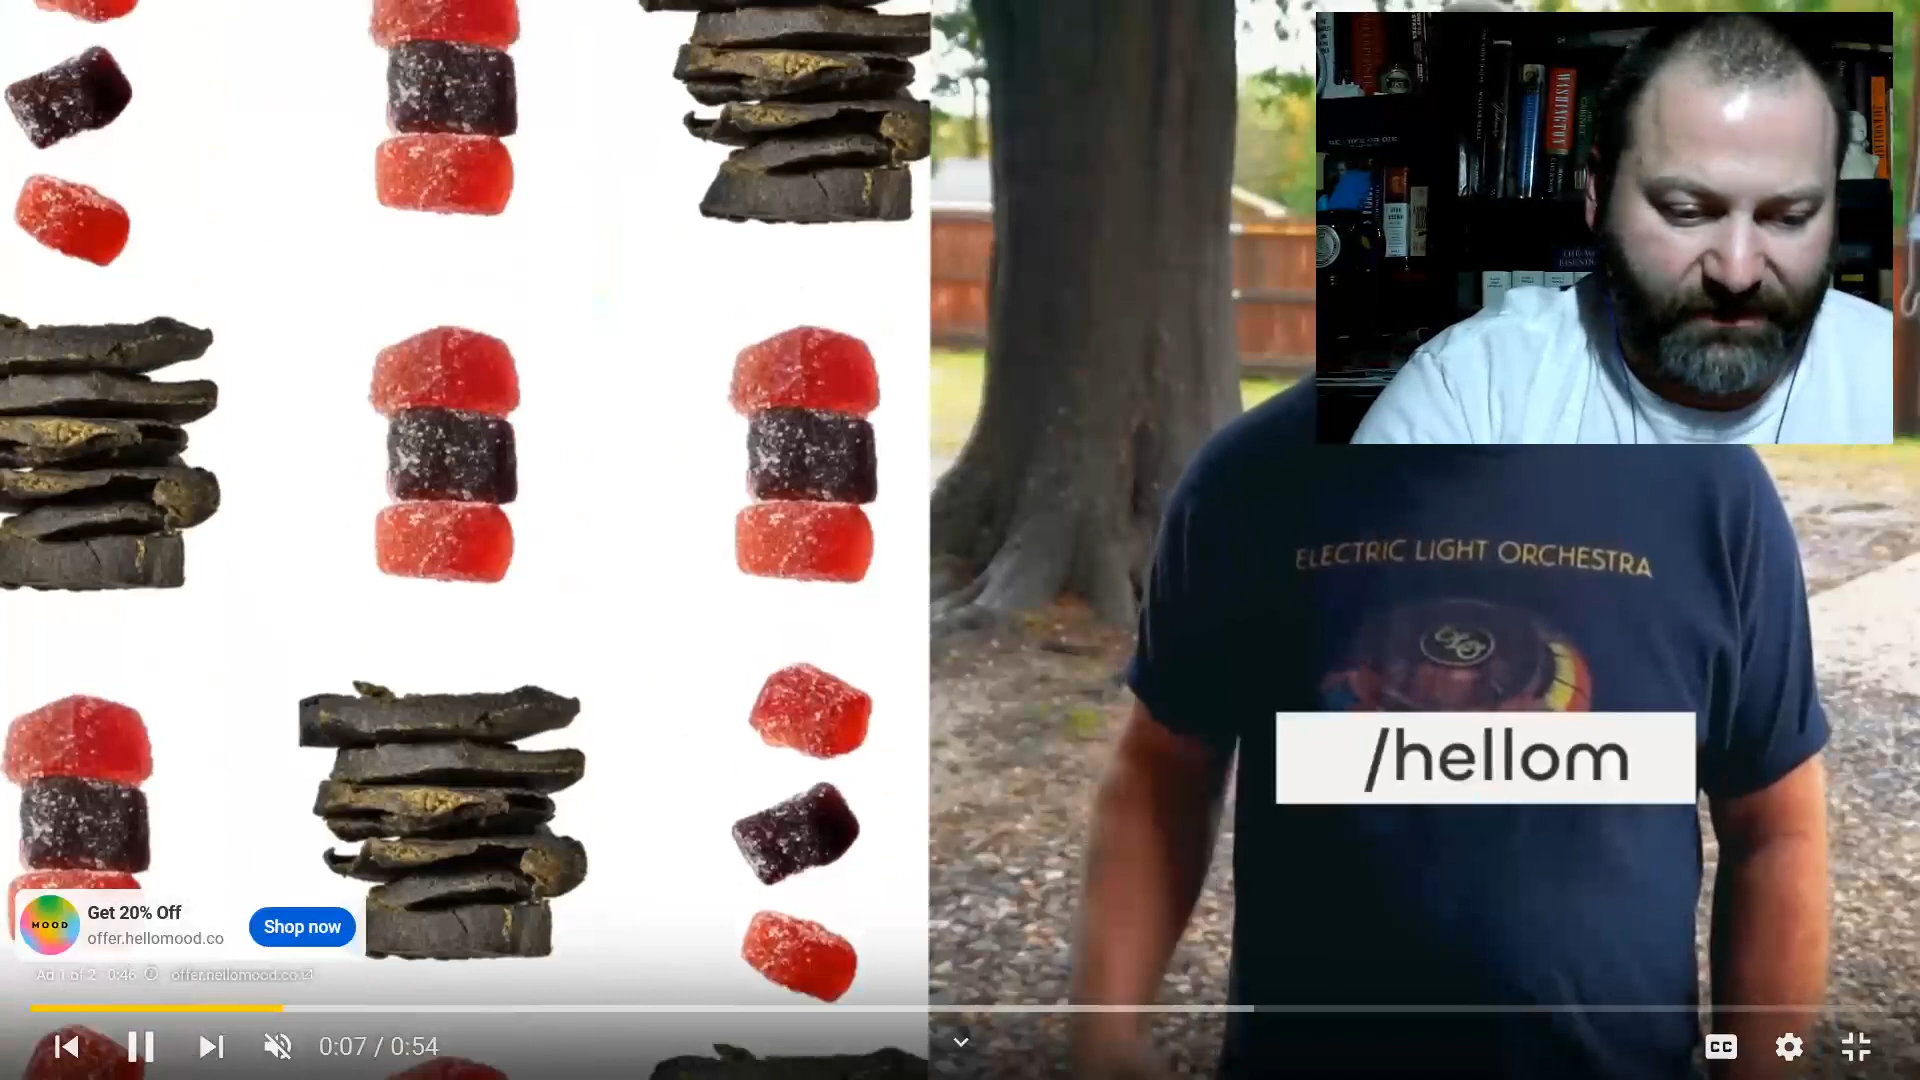 WASHINGTON
ELECTRIC LIGHT ORCHESTRA
/hellom
MOOD
Get 20% Off
offer.hellomood.co
Shop now
Ad 1 of 2 · 0:46
offer.hellomood.co
0:07 / 0:54
CC